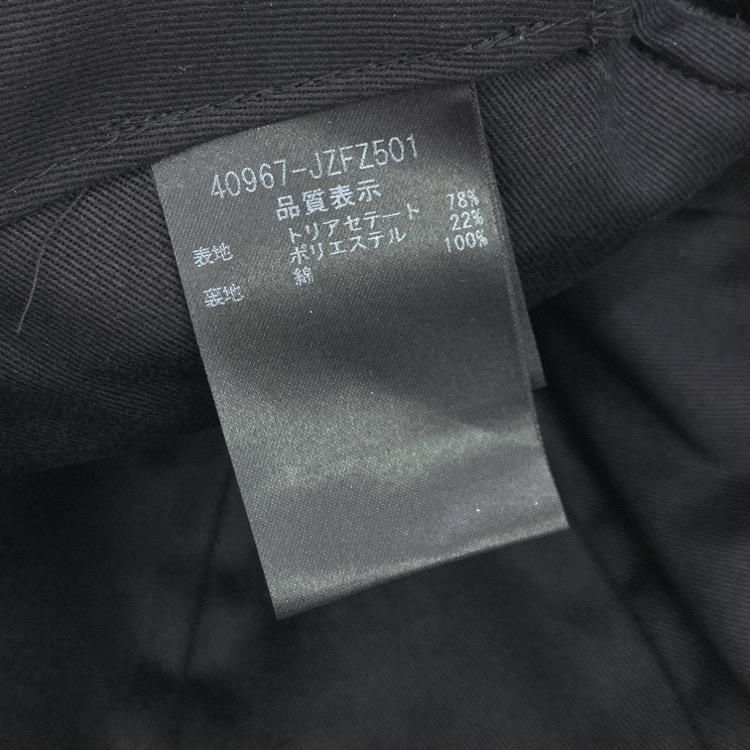 40967-JZFZ501
品質表示
表地 トリアセテート 78%
ポリエステル 22%
裏地 綿 100%